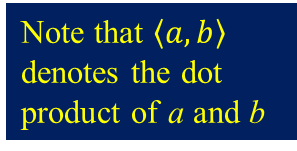 Note that ⟨a, b⟩
denotes the dot
product of a and b